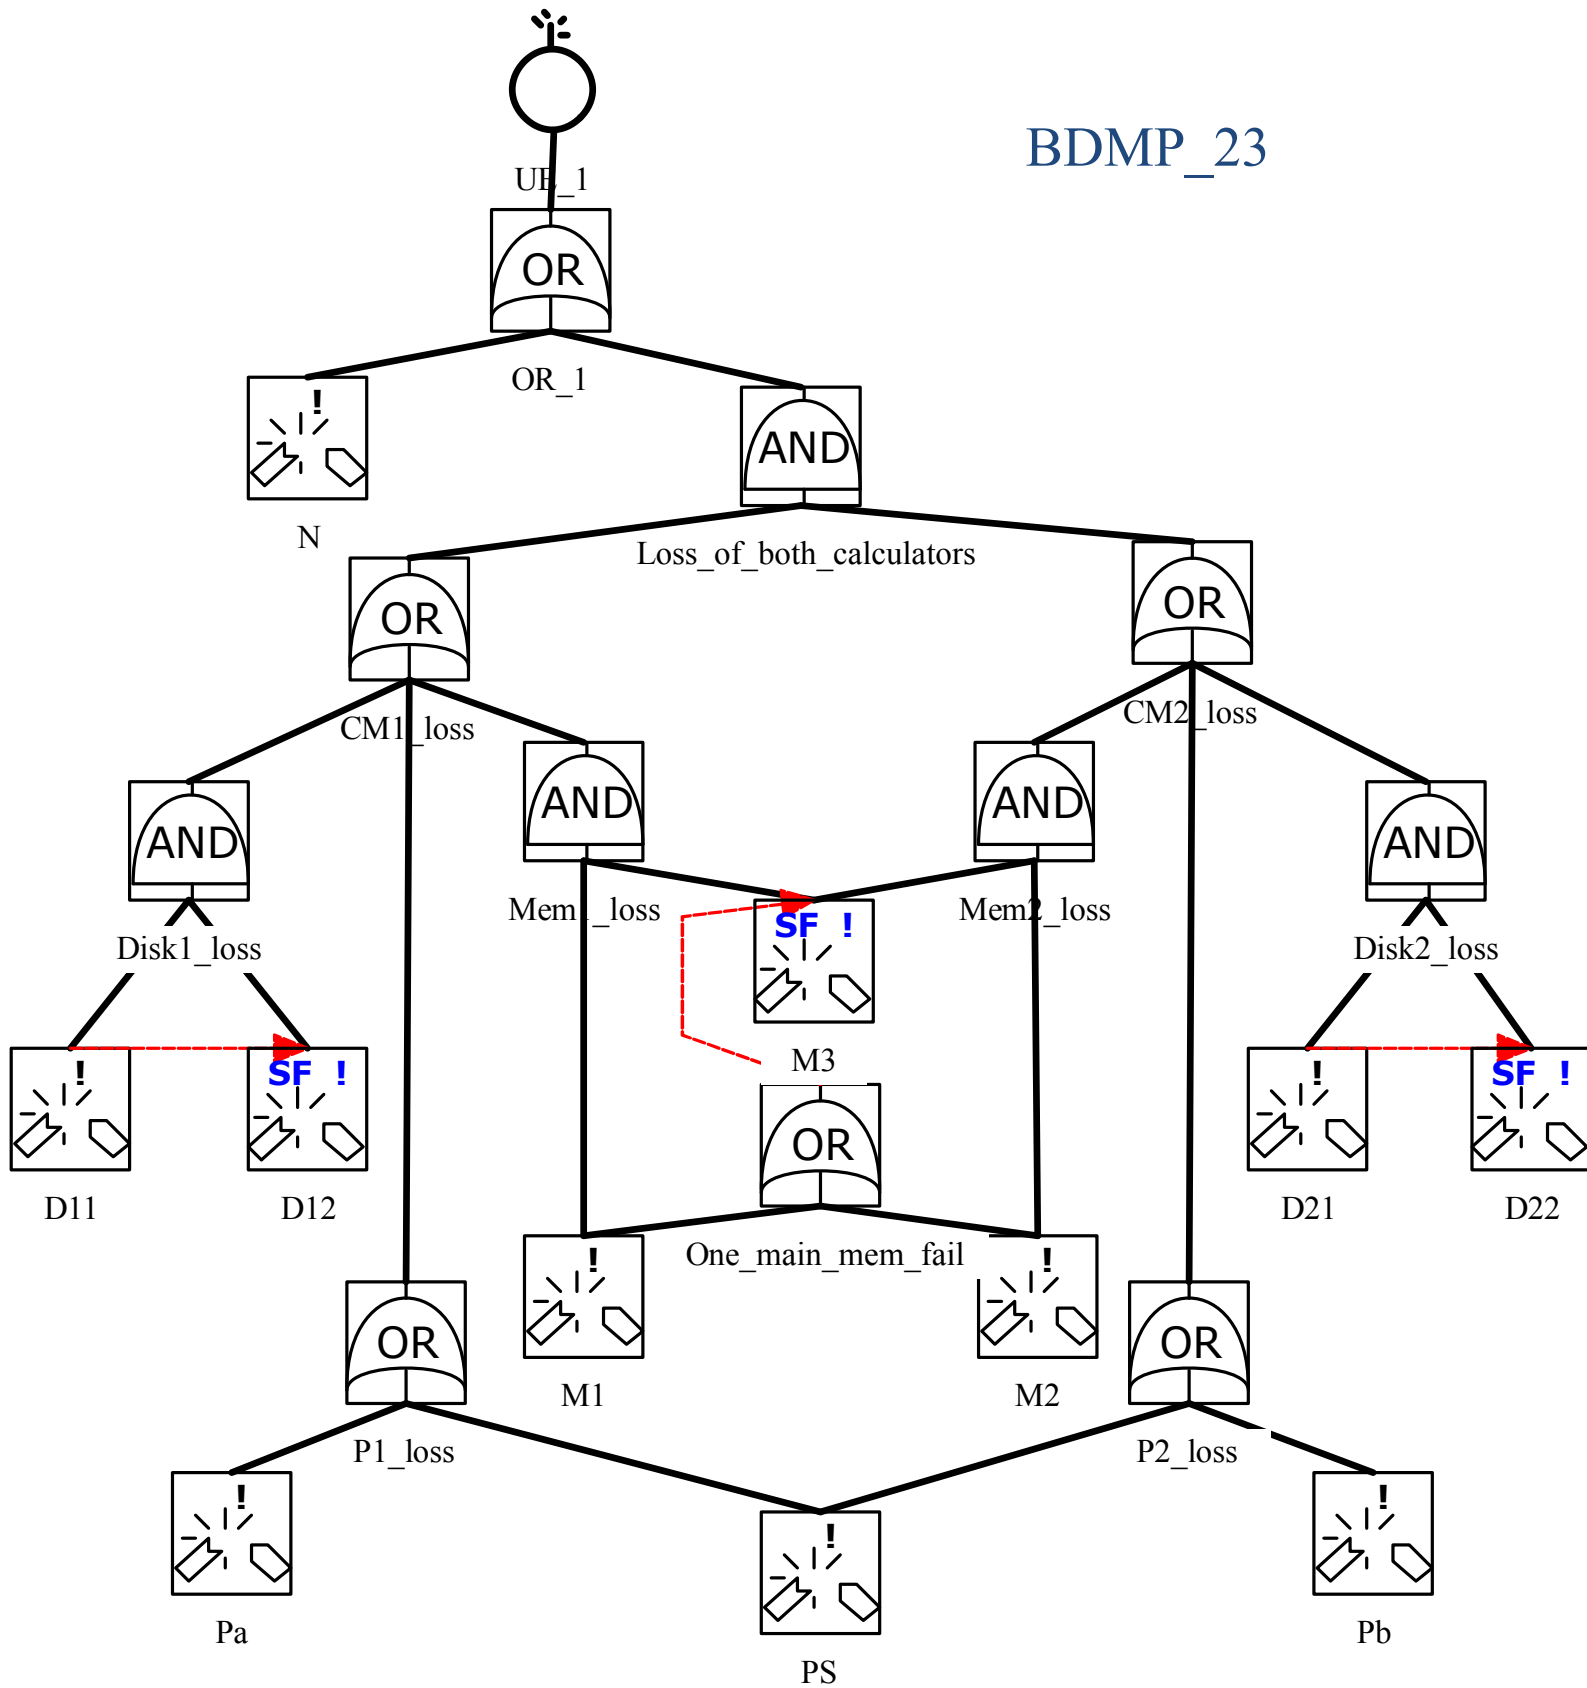 BDMP_23
UE_1
OR
OR_1
!
N
AND
Loss_of_both_calculators
OR
CM1_loss
OR
CM2_loss
AND
Disk1_loss
AND
Mem1_loss
AND
Mem2_loss
AND
Disk2_loss
SF !
M3
!
D11
SF !
D12
OR
One_main_mem_fail
!
D21
SF !
D22
!
M1
!
M2
OR
P1_loss
OR
P2_loss
!
Pa
!
PS
!
Pb